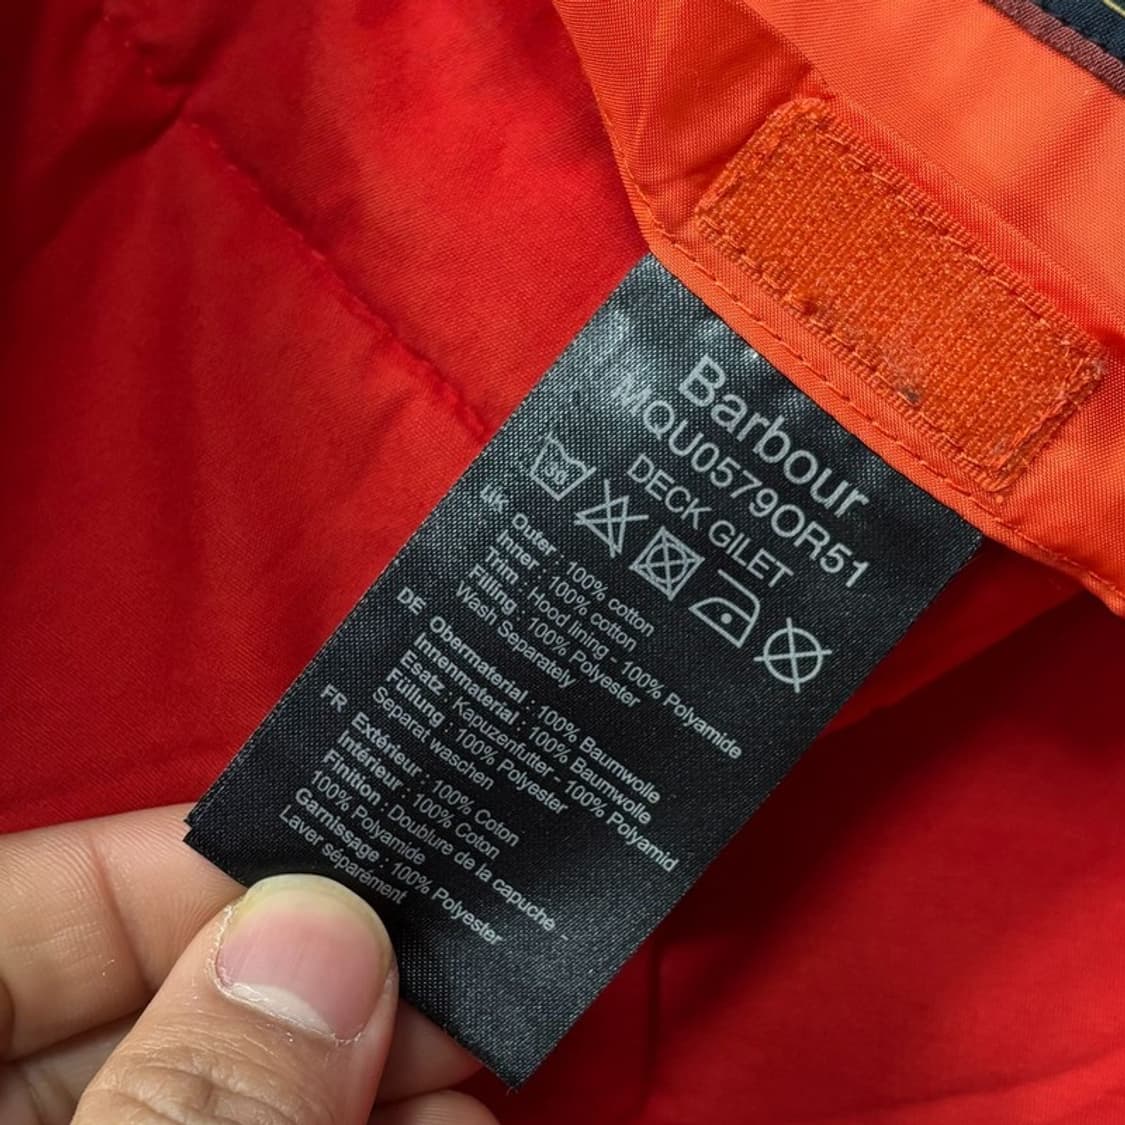 Barbour
MQU0579OR51
DECK GILET
30
UK Outer : 100% cotton
Inner : 100% cotton
Trim : Hood lining - 100% Polyamide
Filling : 100% Polyester
Wash Separately
DE Obermaterial : 100% Baumwolle
Innenmaterial : 100% Baumwolle
Esatz : Kapuzenfutter - 100% Polyamid
Füllung : 100% Polyester
Separat waschen
FR Extérieur : 100% Coton
Intérieur : 100% Coton
Finition : Doublure de la capuche -
100% Polyamide
Garnissage : 100% Polyester
Laver séparément